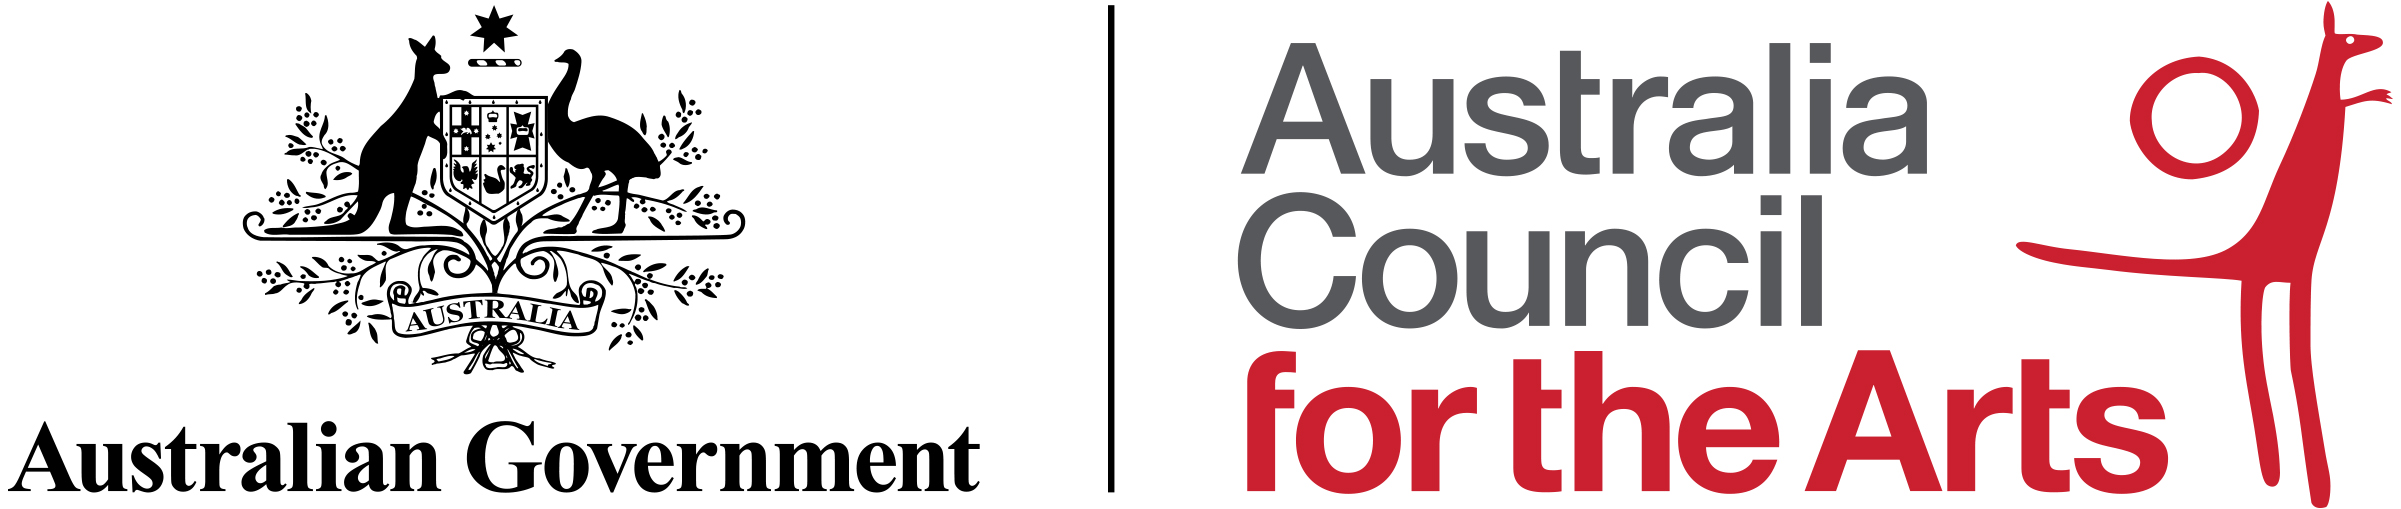 AUSTRALIA
Australian Government
Australia
Council
for the Arts